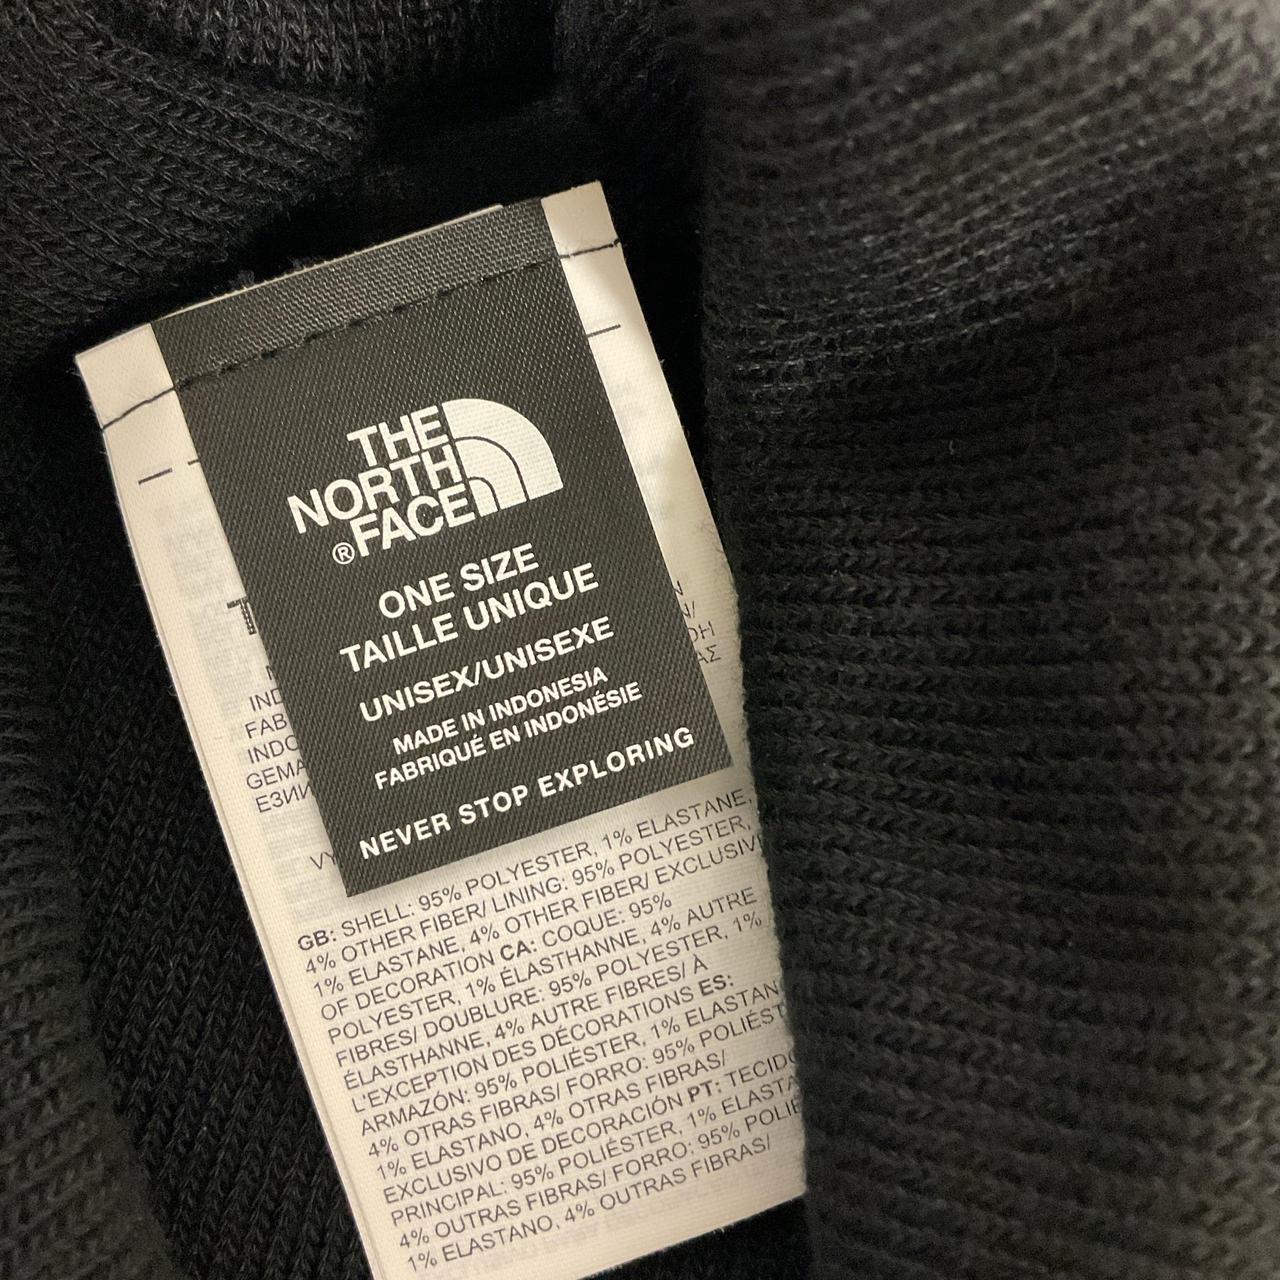 THE
NORTH
®FACE
ONE SIZE
TAILLE UNIQUE
UNISEX/UNISEXE
MADE IN INDONESIA
FABRIQUÉ EN INDONÉSIE
NEVER STOP EXPLORING
GB: SHELL: 95% POLYESTER, 1% ELASTANE,
4% OTHER FIBER/ LINING: 95% POLYESTER,
1% ELASTANE, 4% OTHER FIBER/ EXCLUSIVE
OF DECORATION CA: COQUE: 95%
POLYESTER, 1% ÉLASTHANNE, 4% AUTRE
FIBRES/ DOUBLURE: 95% POLYESTER, 1%
ÉLASTHANNE, 4% AUTRE FIBRES/ À
L'EXCEPTION DES DÉCORATIONS ES:
ARMAZÓN: 95% POLIÉSTER, 1% ELASTAN
4% OTRAS FIBRAS/ FORRO: 95% POLIÉST
1% ELASTANO, 4% OTRAS FIBRAS/
EXCLUSIVO DE DECORACIÓN PT: TECIDO
PRINCIPAL: 95% POLIÉSTER, 1% ELASTA
4% OUTRAS FIBRAS/ FORRO: 95% POLIÉ
1% ELASTANO, 4% OUTRAS FIBRAS/